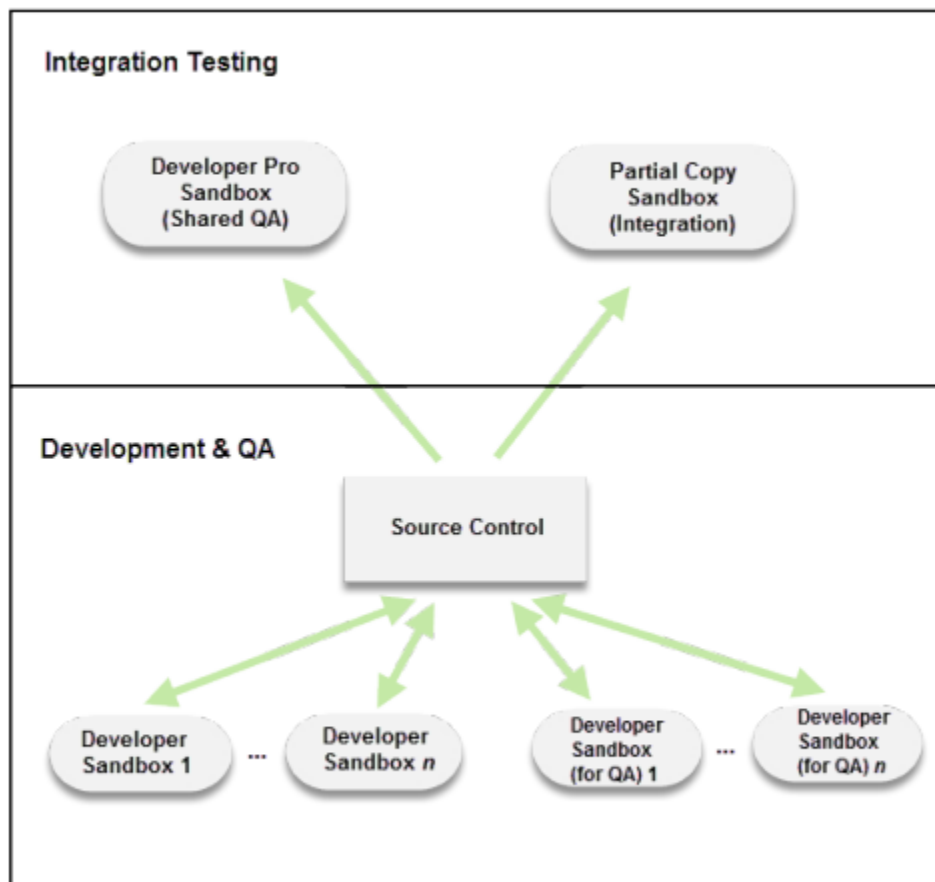 Integration Testing
Developer Pro
Sandbox
(Shared QA)
Partial Copy
Sandbox
(Integration)
Development & QA
Source Control
Developer
Sandbox 1
...
Developer
Sandbox n
Developer
Sandbox
(for QA) 1
...
Developer
Sandbox
(for QA) n